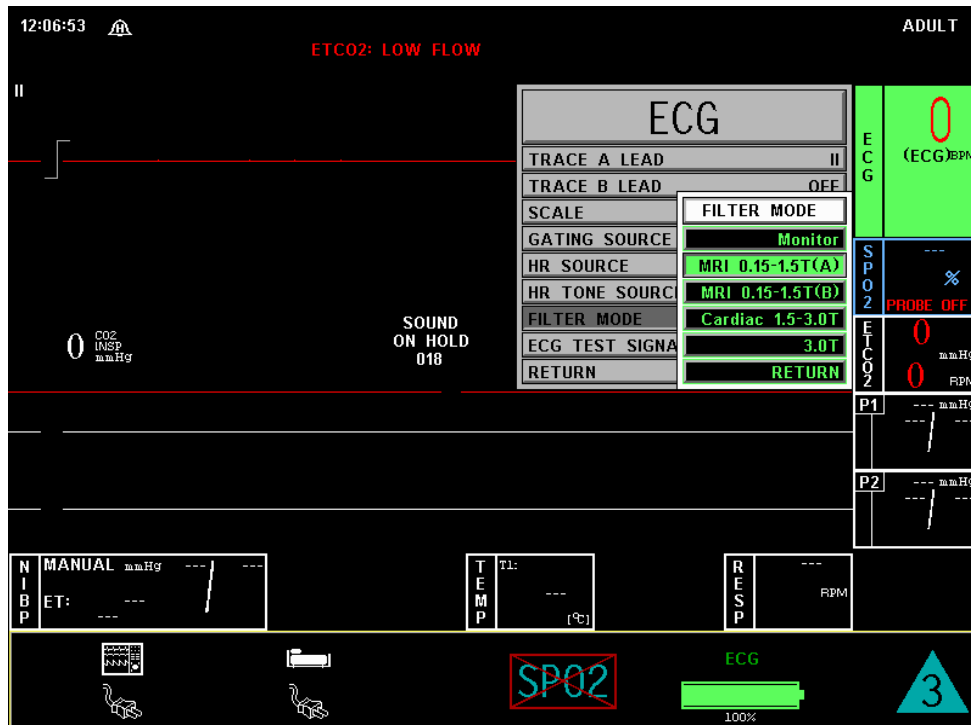 12:06:53
ADULT
ETCO2: LOW FLOW
II
ECG
TRACE A LEAD II
TRACE B LEAD OFF
SCALE
GATING SOURCE
HR SOURCE
HR TONE SOURC
FILTER MODE
ECG TEST SIGNA
RETURN
FILTER MODE
Monitor
MRI 0.15-1.5T(A)
MRI 0.15-1.5T(B)
Cardiac 1.5-3.0T
3.0T
RETURN
ECG
0
(ECG)BPM
SPO2
---
%
PROBE OFF
0 CO2 INSP mmHg
SOUND
ON HOLD
018
ETCO2
0
mmHg
0
RPM
P1
--- mmHg
--- / ---
P2
--- mmHg
--- / ---
NIBP
MANUAL mmHg --- / ---
ET: ---
---
TEMP
T1:
---
[°C]
RESP
---
RPM
SPO2
ECG
100%
3